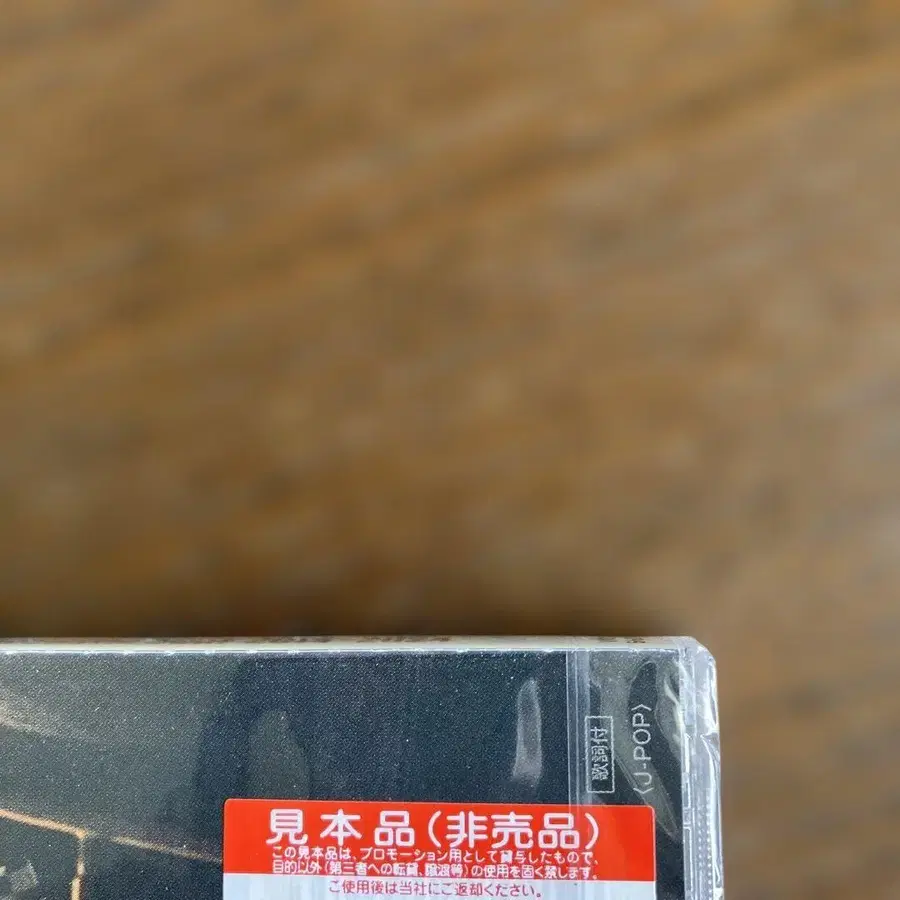 歌詞付
〈J-POP〉
見本品(非売品)
この見本品は、プロモーション用として貸与したもので、
目的以外(第三者への転貸、譲渡等)の使用を固く禁じます。
ご使用後は当社にご返却ください。